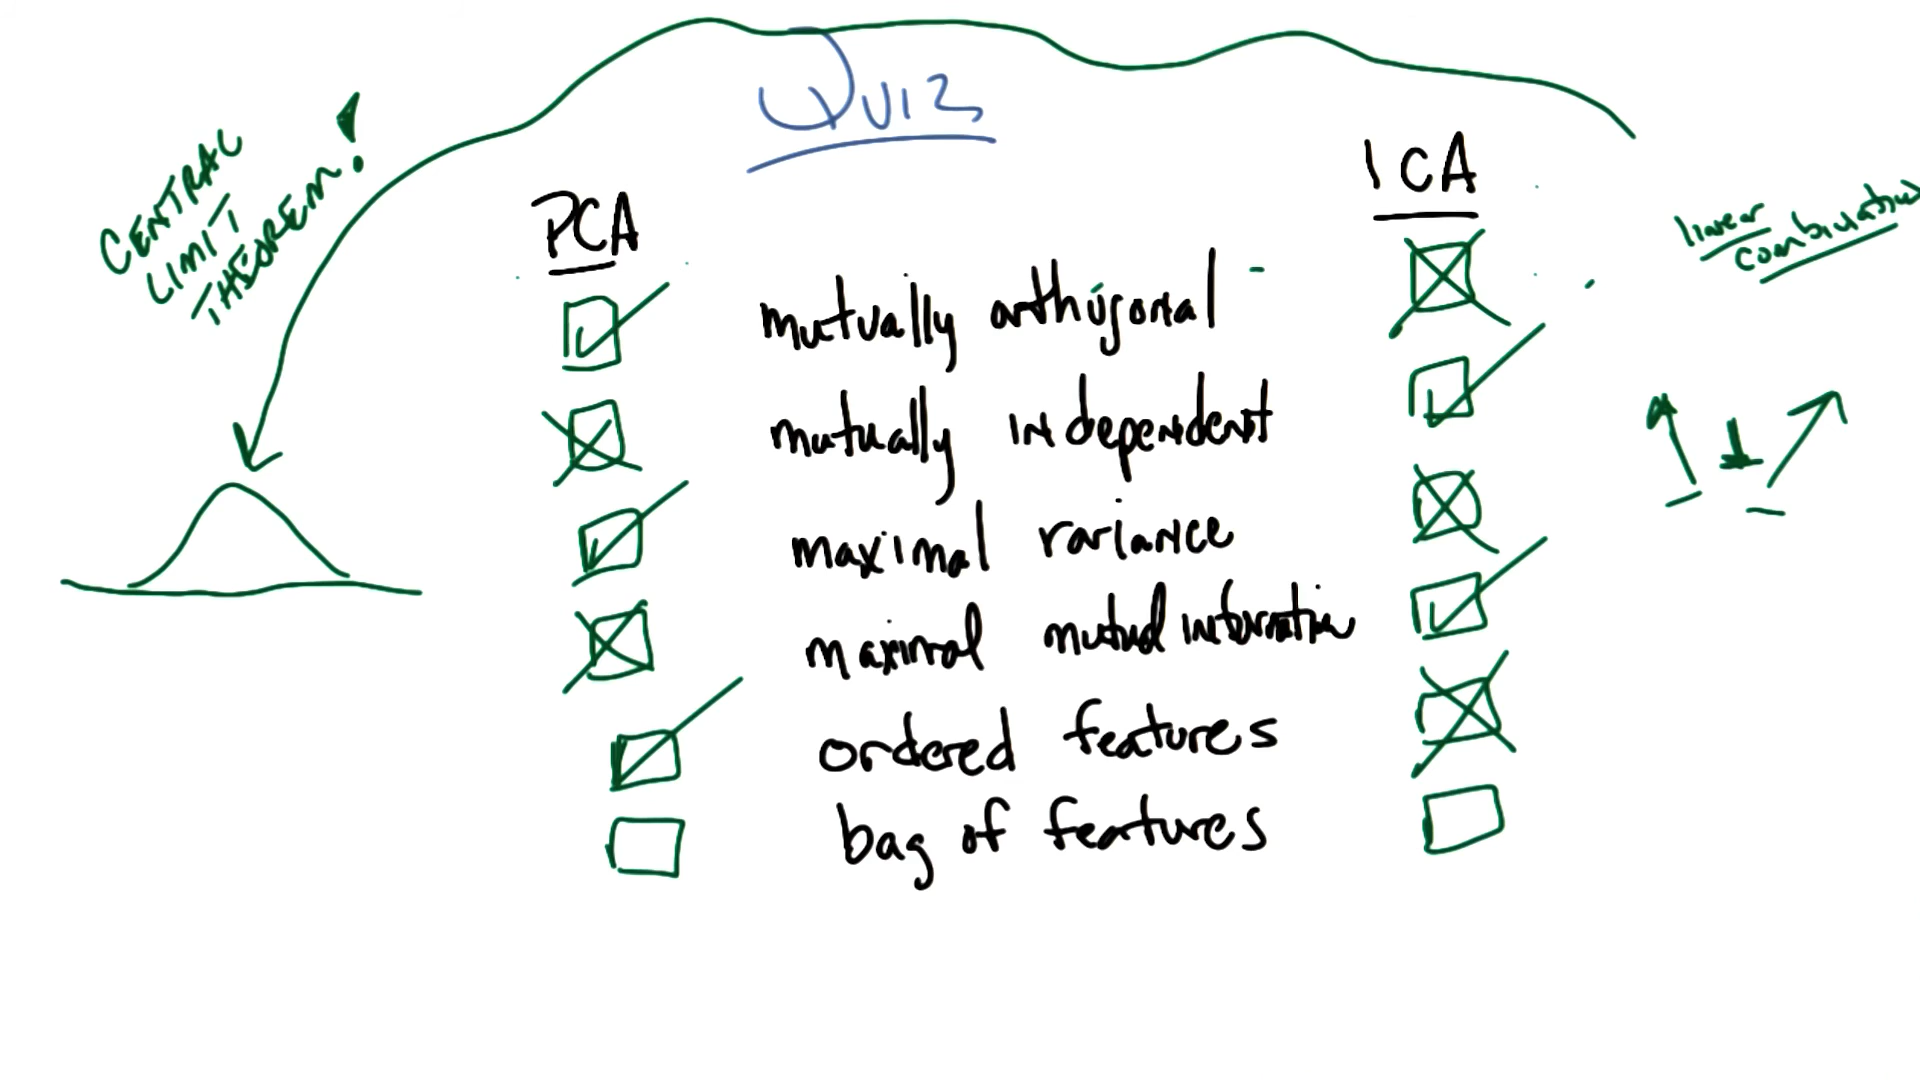 Quiz
CENTRAL
LIMIT
THEOREM!
PCA
ICA
linear
combination
mutually orthogonal
mutually independent
maximal variance
maximal mutual information
ordered features
bag of features